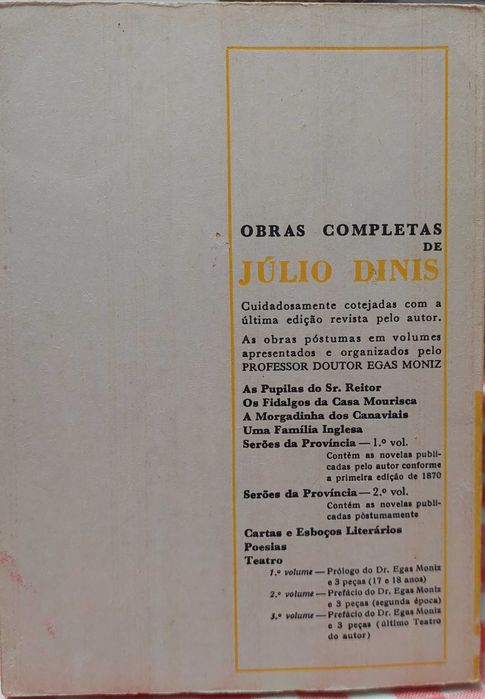 OBRAS COMPLETAS
DE
JÚLIO DINIS
Cuidadosamente cotejadas com a
última edição revista pelo autor.
As obras póstumas em volumes
apresentados e organizados pelo
PROFESSOR DOUTOR EGAS MONIZ
As Pupilas do Sr. Reitor
Os Fidalgos da Casa Mourisca
A Morgadinha dos Canaviais
Uma Família Inglesa
Serões da Província — 1.º vol.
Contêm as novelas publi-
cadas pelo autor conforme
a primeira edição de 1870
Serões da Província — 2.º vol.
Contém as novelas publi-
cadas póstumamente
Cartas e Esboços Literários
Poesias
Teatro
1.º volume — Prólogo do Dr. Egas Moniz
e 3 peças (17 e 18 anos)
2.º volume — Prefácio do Dr. Egas Moniz
e 3 peças (segunda época)
3.º volume — Prefácio do Dr. Egas Moniz
e 3 peças (último Teatro
do autor)